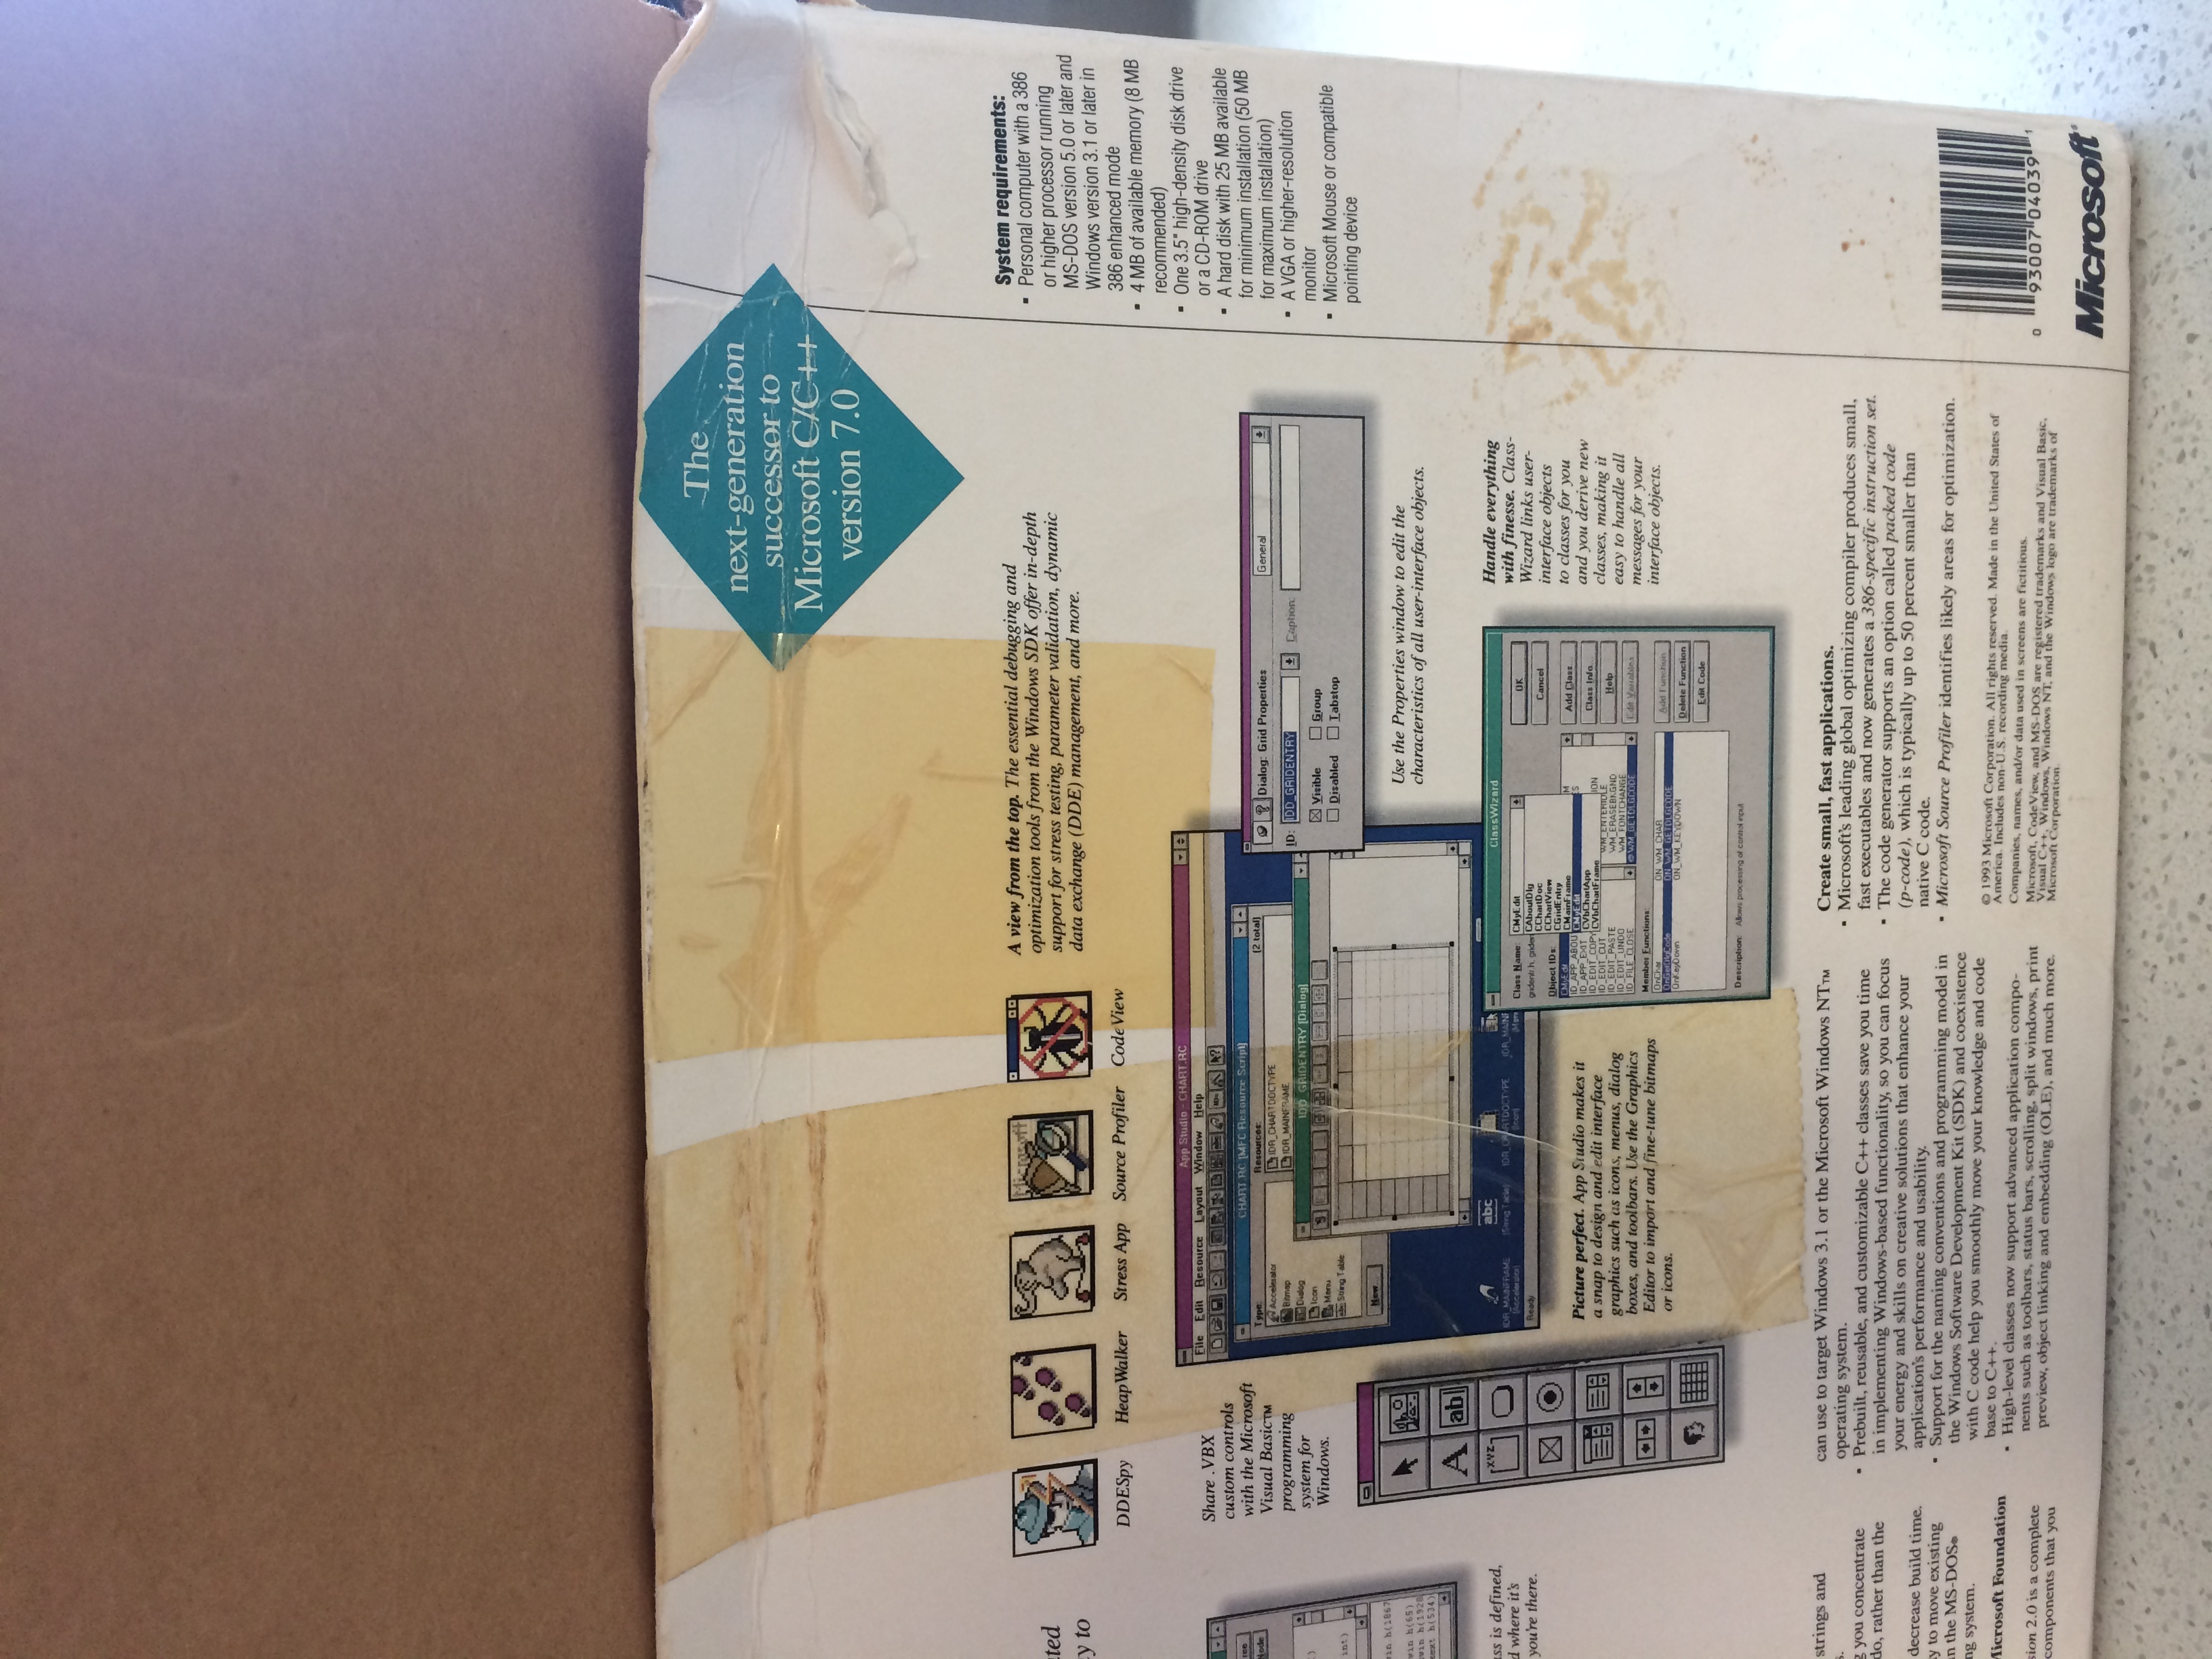 The
next-generation
successor to
Microsoft C/C++
version 7.0
ated
y to
DDESpy
HeapWalker
Stress App
Source Profiler
CodeView
Microsoft
A view from the top. The essential debugging and
optimization tools from the Windows SDK offer in-depth
support for stress testing, parameter validation, dynamic
data exchange (DDE) management, and more.
System requirements:
▪ Personal computer with a 386
or higher processor running
MS-DOS version 5.0 or later and
Windows version 3.1 or later in
386 enhanced mode
▪ 4 MB of available memory (8 MB
recommended)
▪ One 3.5" high-density disk drive
or a CD-ROM drive
▪ A hard disk with 25 MB available
for minimum installation (50 MB
for maximum installation)
▪ A VGA or higher-resolution
monitor
▪ Microsoft Mouse or compatible
pointing device
Share .VBX
custom controls
with the Microsoft
Visual Basic™
programming
system for
Windows.
App Studio - CHART.RC
File Edit Resource Layout Window Help
CHART.RC [MFC Resource Script]
Type:
Resources:
(2 total)
Accelerator
Bitmap
Dialog
Icon
Menu
String Table
New...
IDR_CHARTDOCTYPE
IDR_MAINFRAME
IDD_GRIDENTRY [Dialog]
abc
IDR_MAINFRAME
(Accelerator)
(String Table)
IDR_CHARTDOCTYPE
(Icon)
IDR_MAINF
(Men
Ready
Dialog: Grid Properties
General
ID: IDD_GRIDENTRY
Caption:
Visible
Group
Disabled
Tabstop
Use the Properties window to edit the
characteristics of all user-interface objects.
A
ab
XYZ
int)
win h(1867
win h(65)
win h(1928
text h(534)
ss is defined,
d where it's
you're there.
Picture perfect. App Studio makes it
a snap to design and edit interface
graphics such as icons, menus, dialog
boxes, and toolbars. Use the Graphics
Editor to import and fine-tune bitmaps
or icons.
ClassWizard
Class Name: CMyEdit
gridenti.h, griden
CAboutDlg
CChartDoc
CChartView
CGridEntry
CMainFrame
CMyEdit
CVbChartApp
CVbChartFrame
Object IDs:
CMyEdit
ID_APP_ABOU
ID_APP_EXIT
ID_EDIT_COPY
ID_EDIT_CUT
ID_EDIT_PASTE
ID_EDIT_UNDO
ID_FILE_CLOSE
WM_ENTERIDLE
WM_ERASEBKGND
WM_FONTCHANGE
WM_GETDLGCODE
OK
Cancel
Add Class...
Class Info...
Help
Edit Variables...
Member Functions:
OnChar ON_WM_CHAR
OnGetDlgCode ON_WM_GETDLGCODE
OnKeyDown ON_WM_KEYDOWN
Add Function
Delete Function
Edit Code
Description: Allows processing of control input
Handle everything
with finesse. Class-
Wizard links user-
interface objects
to classes for you
and you derive new
classes, making it
easy to handle all
messages for your
interface objects.
strings and
s.
g you concentrate
do, rather than the
decrease build time.
y to move existing
n the MS-DOS®
ng system.
Microsoft Foundation
sion 2.0 is a complete
components that you
can use to target Windows 3.1 or the Microsoft Windows NT™
operating system.
• Prebuilt, reusable, and customizable C++ classes save you time
in implementing Windows-based functionality, so you can focus
your energy and skills on creative solutions that enhance your
application's performance and usability.
• Support for the naming conventions and programming model in
the Windows Software Development Kit (SDK) and coexistence
with C code help you smoothly move your knowledge and code
base to C++.
• High-level classes now support advanced application compo-
nents such as toolbars, status bars, scrolling, split windows, print
preview, object linking and embedding (OLE), and much more.
Create small, fast applications.
• Microsoft's leading global optimizing compiler produces small,
fast executables and now generates a 386-specific instruction set.
• The code generator supports an option called packed code
(p-code), which is typically up to 50 percent smaller than
native C code.
• Microsoft Source Profiler identifies likely areas for optimization.
© 1993 Microsoft Corporation. All rights reserved. Made in the United States of
America. Includes non-U.S. recording media.
Companies, names, and/or data used in screens are fictitious.
Microsoft, CodeView, and MS-DOS are registered trademarks and Visual Basic,
Visual C++, Windows, Windows NT, and the Windows logo are trademarks of
Microsoft Corporation.
0 93007 04039 1
Microsoft®